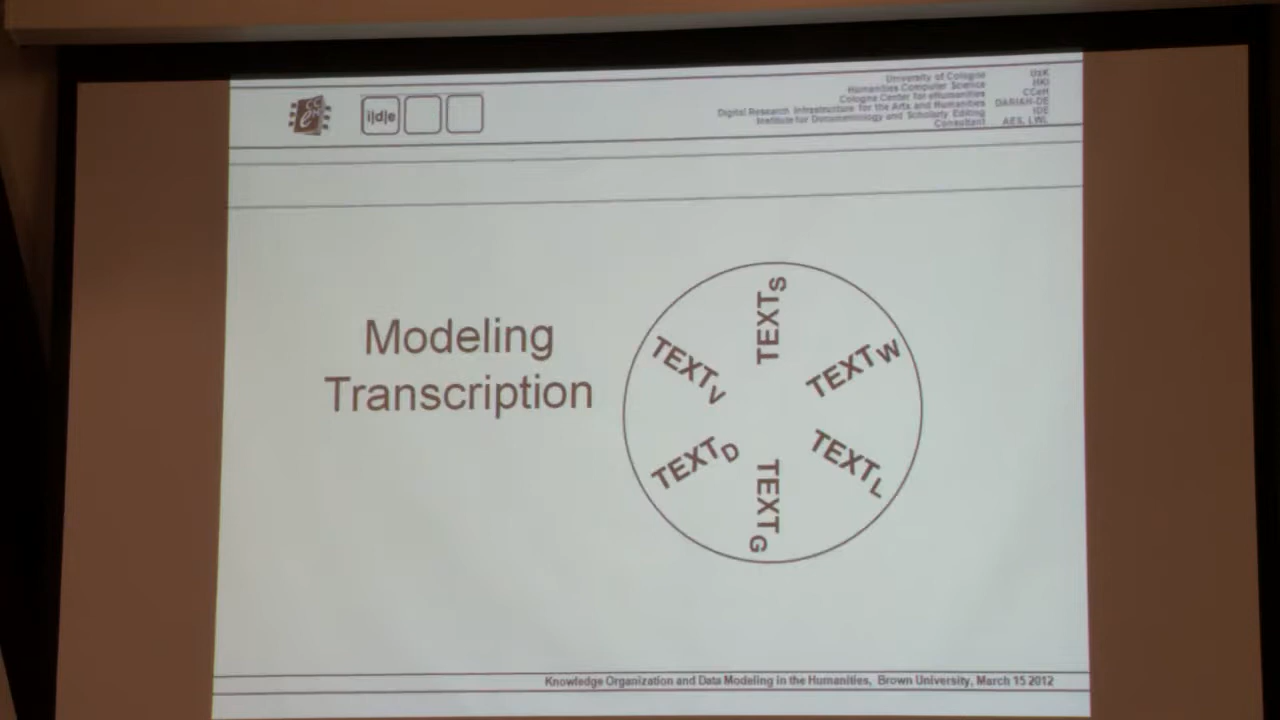 University of Cologne UzK
Humanities Computer Science HKI
Cologne Center for eHumanities CCeH
Digital Research Infrastructure for the Arts and Humanities DARIAH-DE
Institute for Documentology and Scholarly Editing IDE
Consultant AES, LWL
i|d|e
Modeling
Transcription
TEXTS
TEXTW
TEXTL
TEXTG
TEXTD
TEXTV
Knowledge Organization and Data Modeling in the Humanities, Brown University, March 15 2012